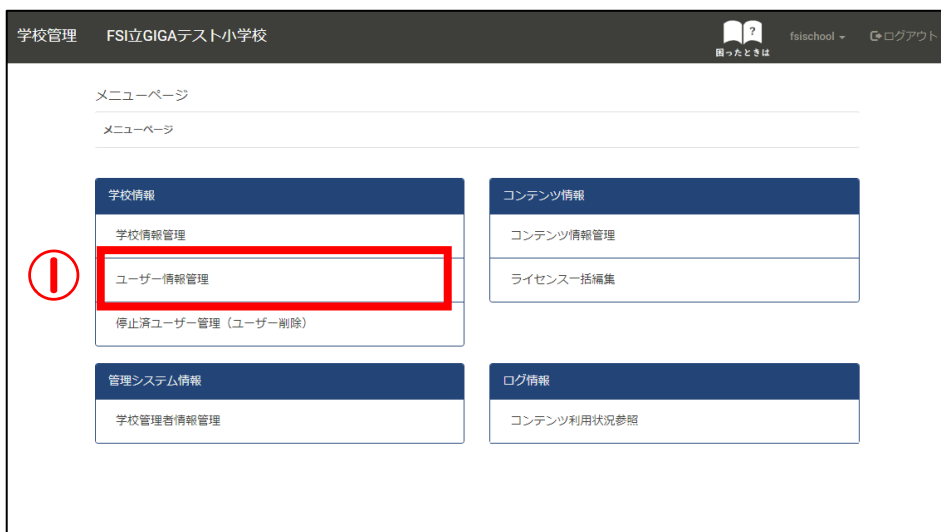 学校管理 FSI立GIGAテスト小学校 ? 困ったときは fsischool ログアウト
メニューページ
メニューページ
学校情報
学校情報管理
① ユーザー情報管理
停止済ユーザー管理（ユーザー削除）
コンテンツ情報
コンテンツ情報管理
ライセンス一括編集
管理システム情報
学校管理者情報管理
ログ情報
コンテンツ利用状況参照